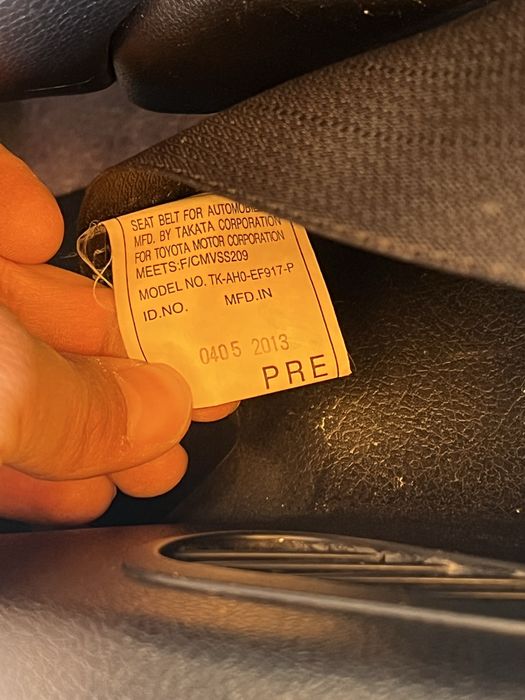 SEAT BELT FOR AUTOMOBILE
MFD. BY TAKATA CORPORATION
FOR TOYOTA MOTOR CORPORATION
MEETS:F/CMVSS209
MODEL NO. TK-AH0-EF917-P
ID.NO. MFD.IN
0405 2013
PRE